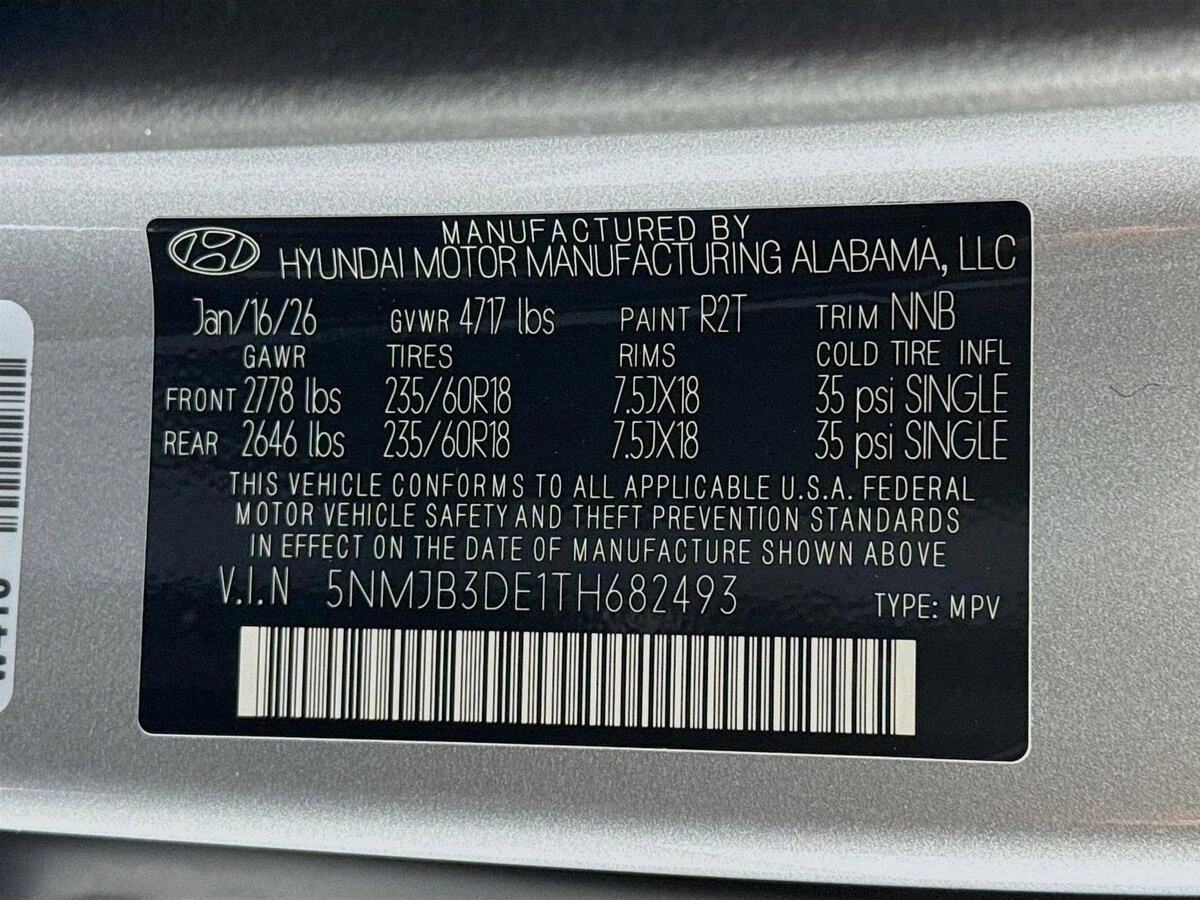 MANUFACTURED BY
HYUNDAI MOTOR MANUFACTURING ALABAMA, LLC
Jan/16/26 GVWR 4717 lbs PAINT R2T TRIM NNB
GAWR TIRES RIMS COLD TIRE INFL
FRONT 2778 lbs 235/60R18 7.5JX18 35 psi SINGLE
REAR 2646 lbs 235/60R18 7.5JX18 35 psi SINGLE
THIS VEHICLE CONFORMS TO ALL APPLICABLE U.S.A. FEDERAL
MOTOR VEHICLE SAFETY AND THEFT PREVENTION STANDARDS
IN EFFECT ON THE DATE OF MANUFACTURE SHOWN ABOVE
V.I.N 5NMJB3DE1TH682493 TYPE: MPV